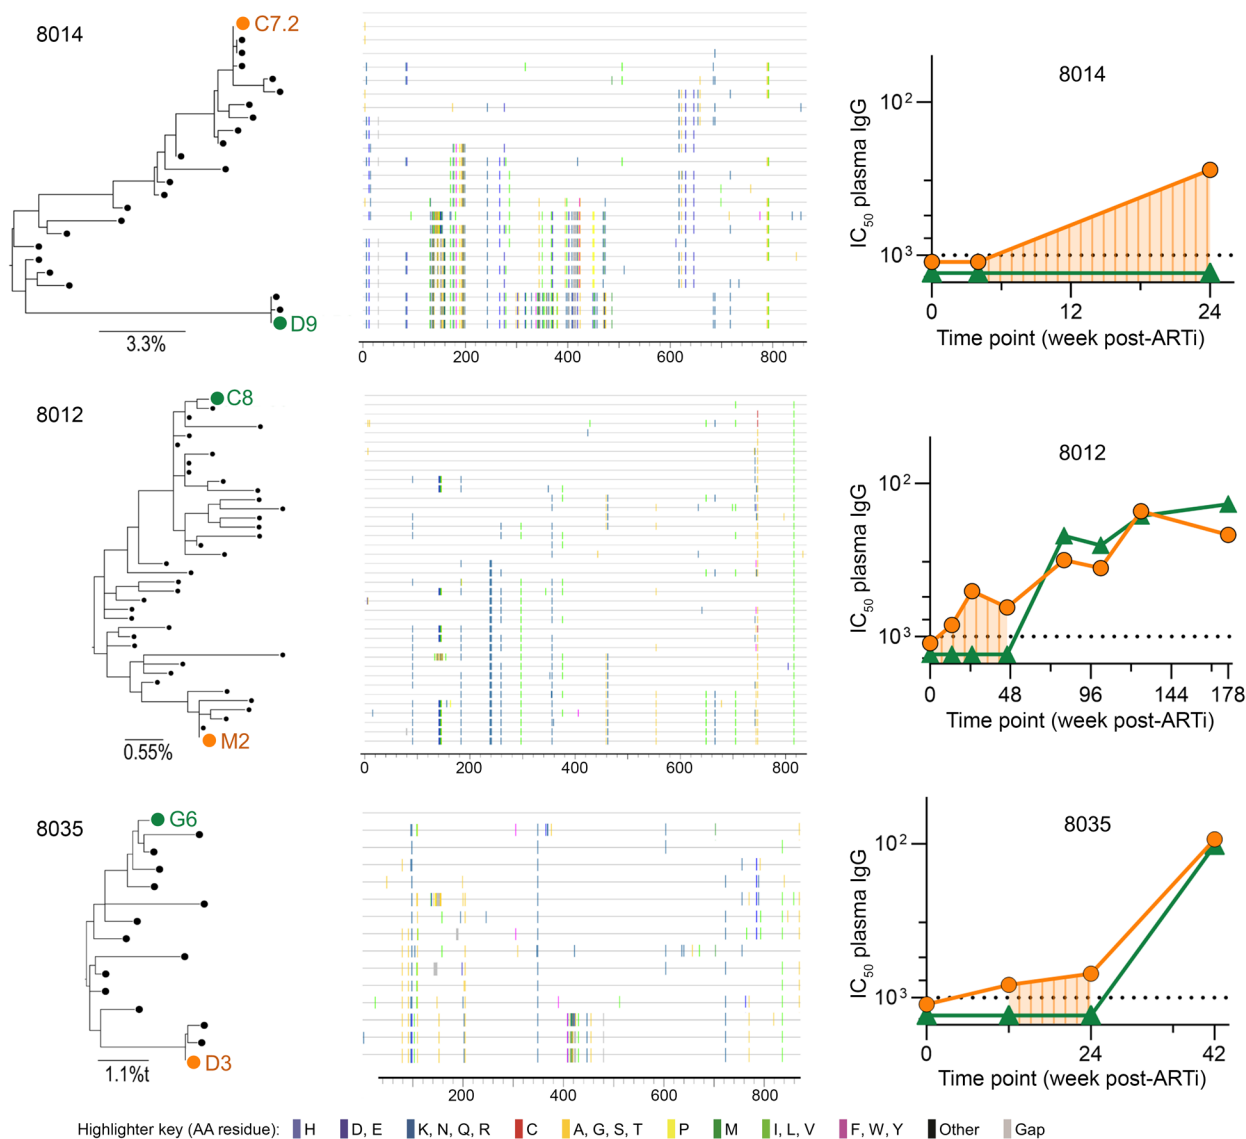 8014
C7.2
D9
3.3%
0 200 400 600 800
8014
IC50 plasma IgG
10²
10³
0 12 24
Time point (week post-ARTi)
8012
C8
M2
0.55%
0 200 400 600 800
8012
IC50 plasma IgG
10²
10³
0 48 96 144 178
Time point (week post-ARTi)
8035
G6
D3
1.1%t
200 400 600 800
8035
IC50 plasma IgG
10²
10³
0 24 42
Time point (week post-ARTi)
Highlighter key (AA residue): H D, E K, N, Q, R C A, G, S, T P M I, L, V F, W, Y Other Gap